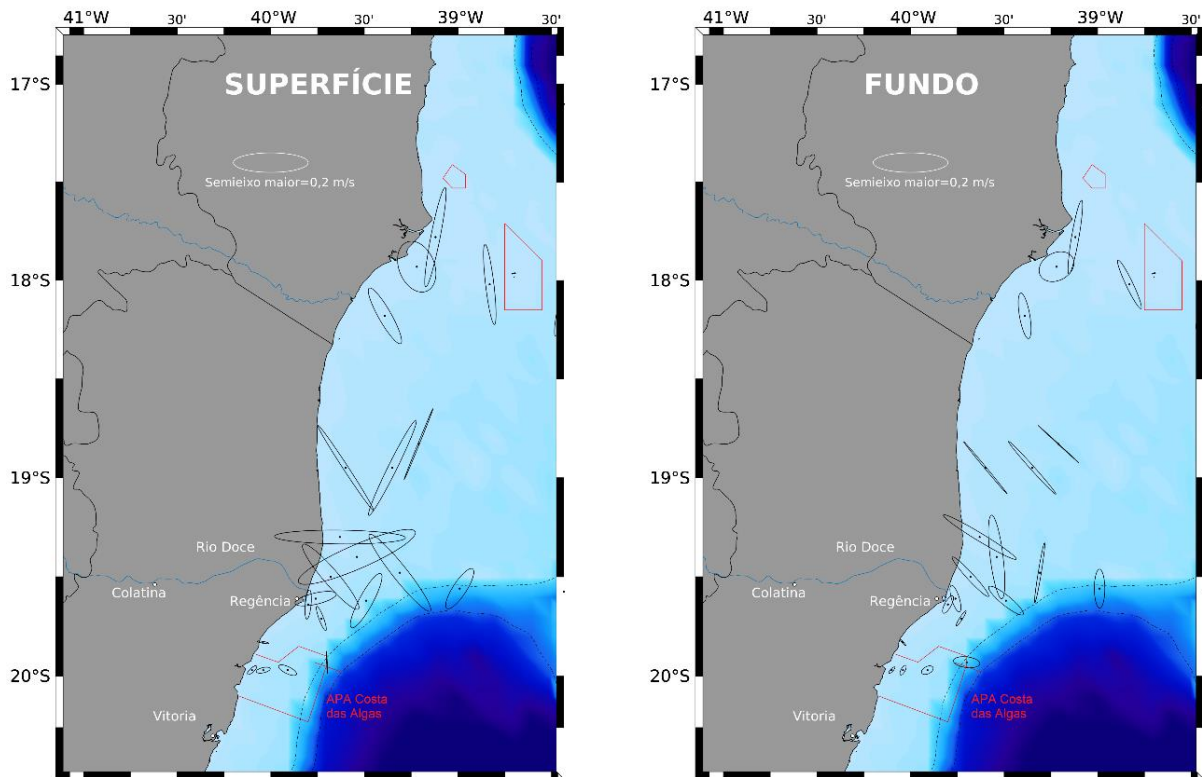 41°W 30' 40°W 30' 39°W 30'
17°S
18°S
19°S
20°S
SUPERFÍCIE
Semieixo maior=0,2 m/s
Rio Doce
Colatina
Regência
APA Costa
das Algas
Vitoria
41°W 30' 40°W 30' 39°W 30'
17°S
18°S
19°S
20°S
FUNDO
Semieixo maior=0,2 m/s
Rio Doce
Colatina
Regência
APA Costa
das Algas
Vitoria